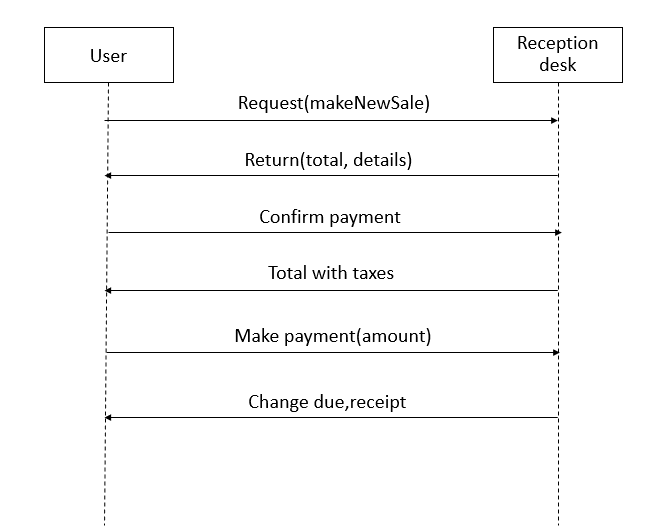 User
Reception
desk
Request(makeNewSale)
Return(total, details)
Confirm payment
Total with taxes
Make payment(amount)
Change due,receipt